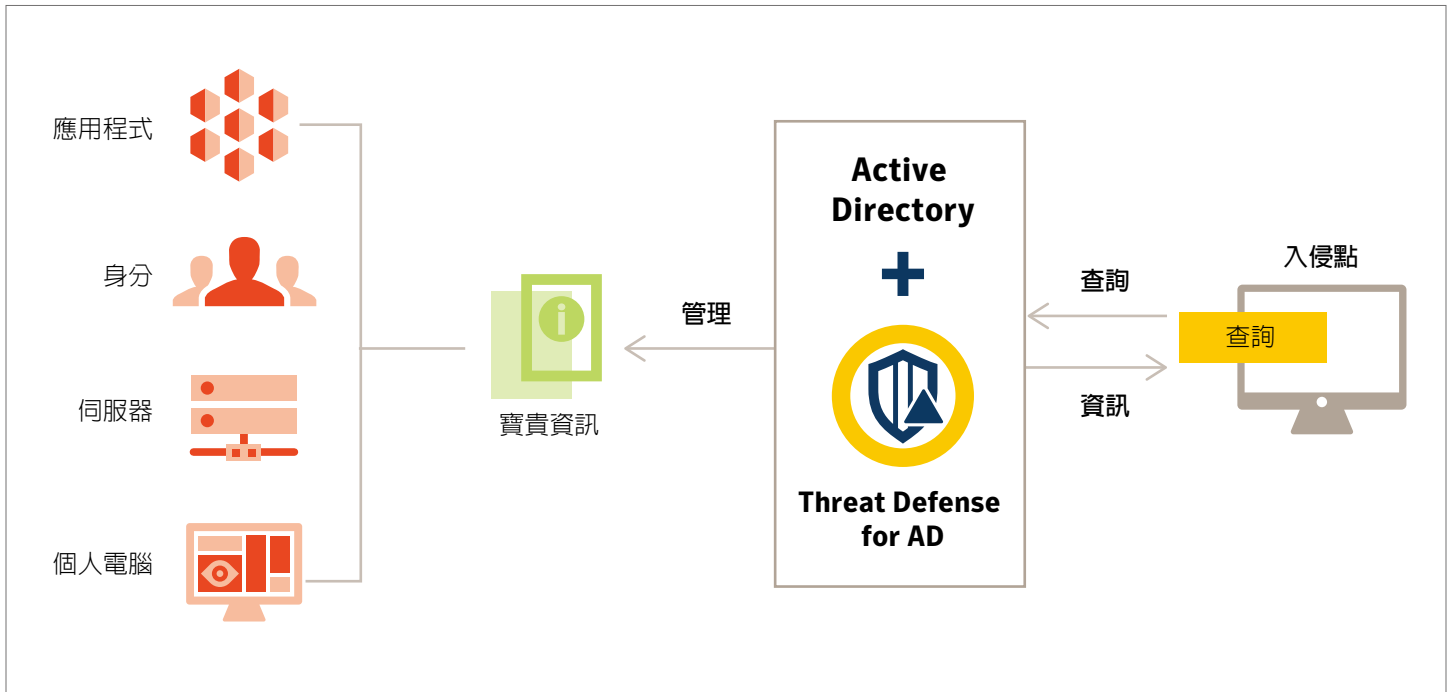 應用程式
身分
伺服器
個人電腦
寶貴資訊
管理
Active
Directory
Threat Defense
for AD
查詢
資訊
入侵點
查詢